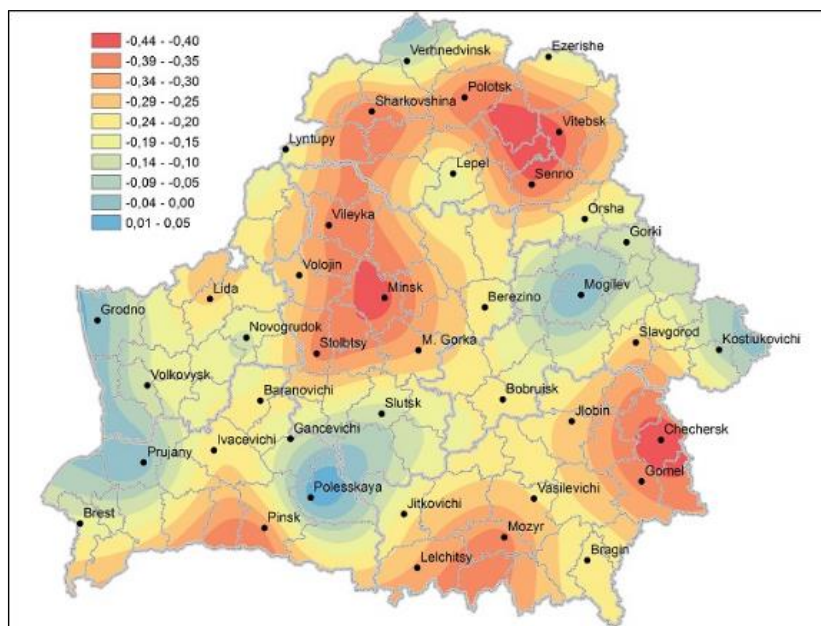 -0,44 - -0,40
-0,39 - -0,35
-0,34 - -0,30
-0,29 - -0,25
-0,24 - -0,20
-0,19 - -0,15
-0,14 - -0,10
-0,09 - -0,05
-0,04 - 0,00
0,01 - 0,05
Ezerishe
Verhnedvinsk
Polotsk
Sharkovshina
Vitebsk
Lyntupy
Lepel
Senno
Orsha
Vileyka
Gorki
Volojin
Mogilev
Lida
Minsk
Berezino
Grodno
Novogrudok
Slavgorod
Kostiukovichi
Stolbtsy
M. Gorka
Volkovysk
Baranovichi
Bobruisk
Slutsk
Jlobin
Gancevichi
Chechersk
Ivacevichi
Prujany
Gomel
Polesskaya
Vasilevichi
Brest
Jitkovichi
Pinsk
Mozyr
Lelchitsy
Bragin